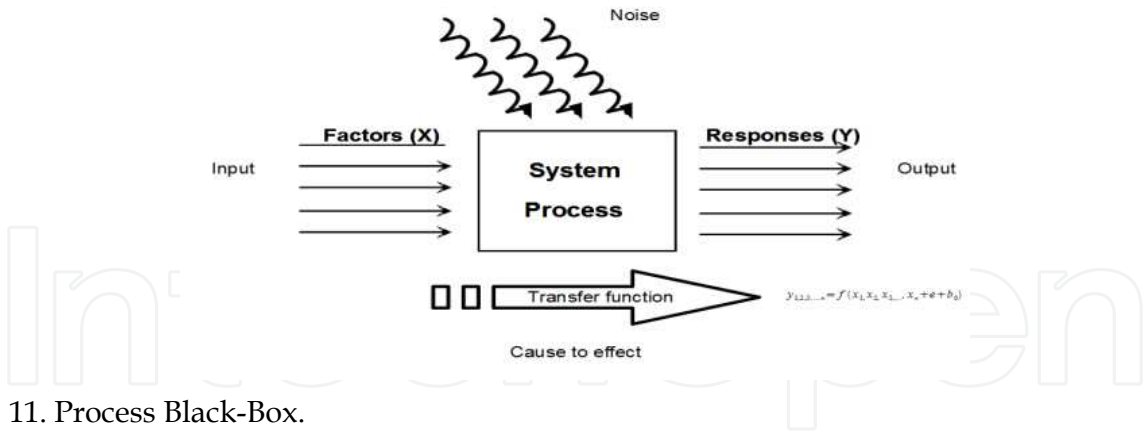 Noise
Factors (X)
Responses (Y)
Input
System
Process
Output
Transfer function
Cause to effect
11. Process Black-Box.